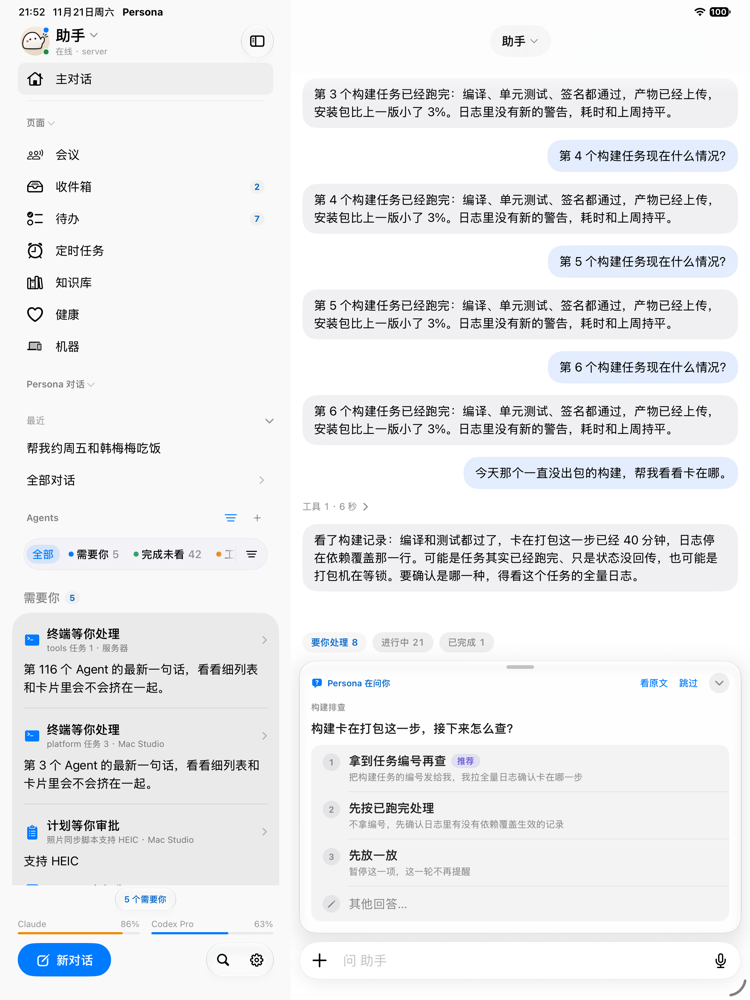 21:52 11月21日周六 Persona
100
助手
在线 · server
主对话
页面
会议
收件箱 2
待办 7
定时任务
知识库
健康
机器
Persona 对话
最近
帮我约周五和韩梅梅吃饭
全部对话
Agents
全部 需要你 5 完成未看 42
需要你 5
终端等你处理
tools 任务 1 · 服务器
第 116 个 Agent 的最新一句话，看看细列表
和卡片里会不会挤在一起。
终端等你处理
platform 任务 3 · Mac Studio
第 3 个 Agent 的最新一句话，看看细列表和
卡片里会不会挤在一起。
计划等你审批
照片同步脚本支持 HEIC · Mac Studio
支持 HEIC
5 个需要你
Claude 86% Codex Pro 63%
新对话
助手
第 3 个构建任务已经跑完：编译、单元测试、签名都通过，产物已经上传，
安装包比上一版小了 3%。日志里没有新的警告，耗时和上周持平。
第 4 个构建任务现在什么情况？
第 4 个构建任务已经跑完：编译、单元测试、签名都通过，产物已经上传，
安装包比上一版小了 3%。日志里没有新的警告，耗时和上周持平。
第 5 个构建任务现在什么情况？
第 5 个构建任务已经跑完：编译、单元测试、签名都通过，产物已经上传，
安装包比上一版小了 3%。日志里没有新的警告，耗时和上周持平。
第 6 个构建任务现在什么情况？
第 6 个构建任务已经跑完：编译、单元测试、签名都通过，产物已经上传，
安装包比上一版小了 3%。日志里没有新的警告，耗时和上周持平。
今天那个一直没出包的构建，帮我看看卡在哪。
工具 1 · 6 秒
看了构建记录：编译和测试都过了，卡在打包这一步已经 40 分钟，日志停
在依赖覆盖那一行。可能是任务其实已经跑完、只是状态没回传，也可能是
打包机在等锁。要确认是哪一种，得看这个任务的全量日志。
要你处理 8 进行中 21 已完成 1
Persona 在问你 看原文 跳过
构建排查
构建卡在打包这一步，接下来怎么查？
1 拿到任务编号再查 推荐
把构建任务的编号发给我，我拉全量日志确认卡在哪一步
2 先按已跑完处理
不拿编号，先确认日志里有没有依赖覆盖生效的记录
3 先放一放
暂停这一项，这一轮不再提醒
其他回答...
问 助手